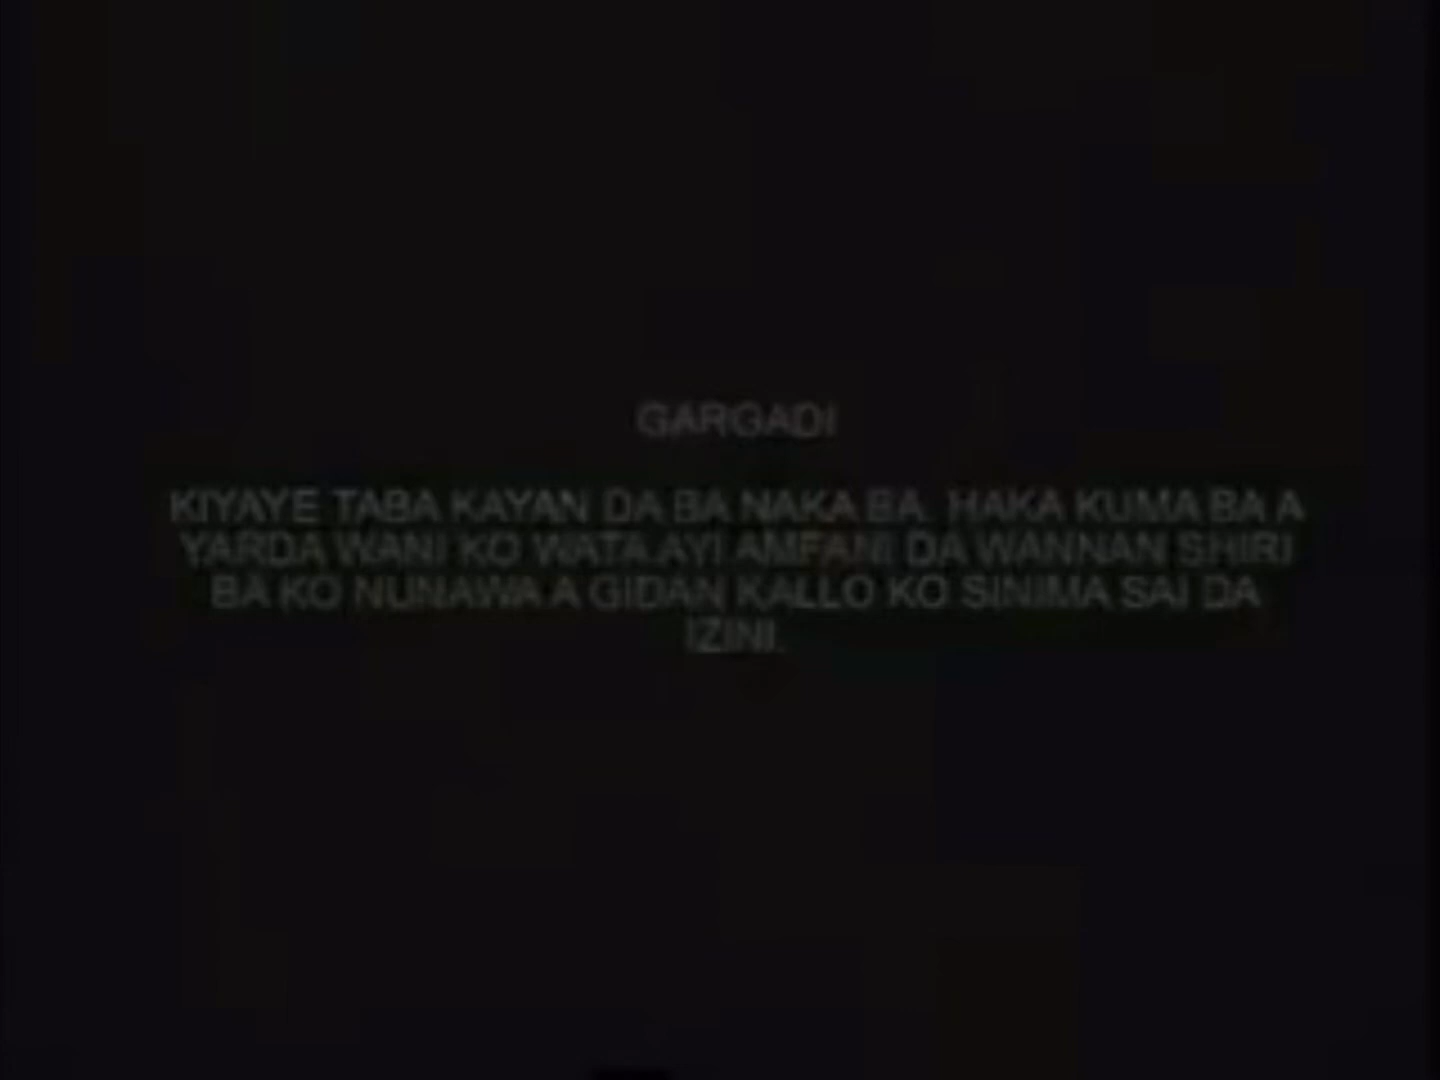 GARGADI
KIYAYE TABA KAYAN DA BA NAKA BA. HAKA KUMA BA A
YARDA WANI KO WATA AYI AMFANI DA WANNAN SHIRI
BA KO NUNAWA A GIDAN KALLO KO SINIMA SAI DA
IZINI.